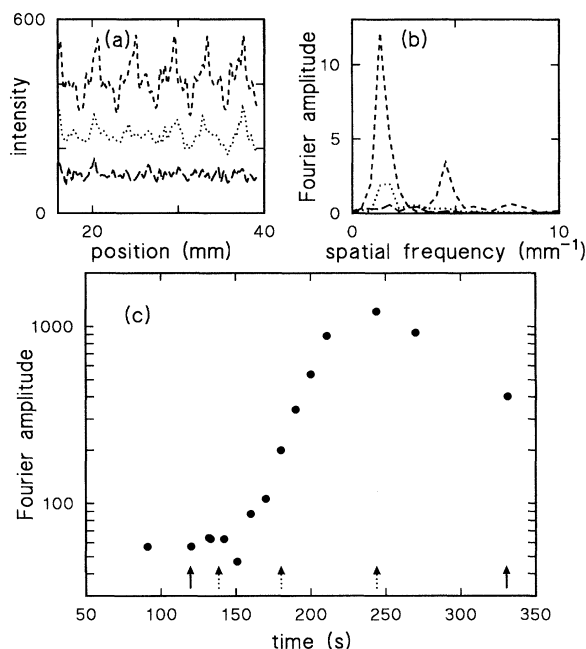 (a)
600
0
intensity
20
40
position (mm)
(b)
10
5
0
Fourier amplitude
0
10
spatial frequency (mm⁻¹)
(c)
1000
100
Fourier amplitude
50 100 150 200 250 300 350
time (s)